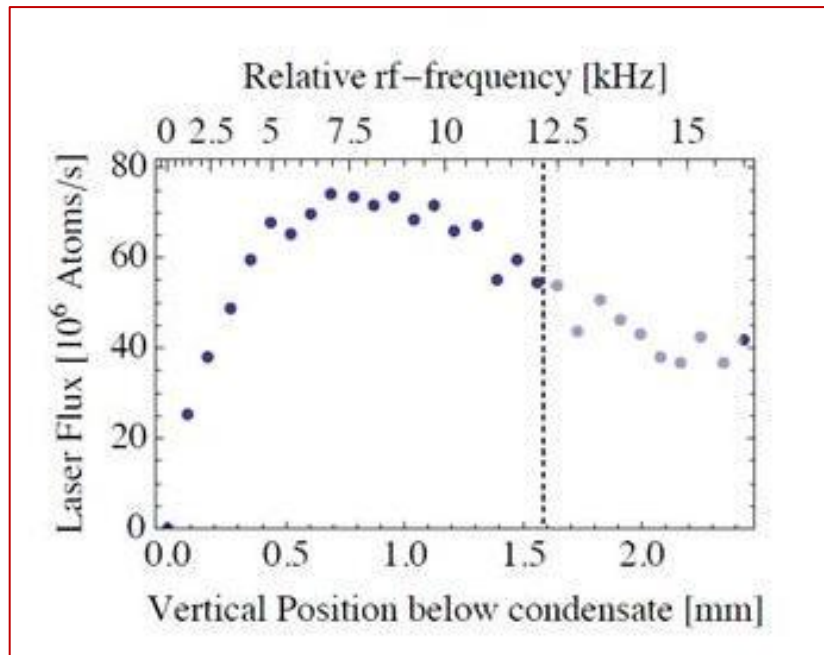 Relative rf-frequency [kHz]
0 2.5 5 7.5 10 12.5 15
Laser Flux [10⁶ Atoms/s]
80
60
40
20
0
0.0 0.5 1.0 1.5 2.0
Vertical Position below condensate [mm]